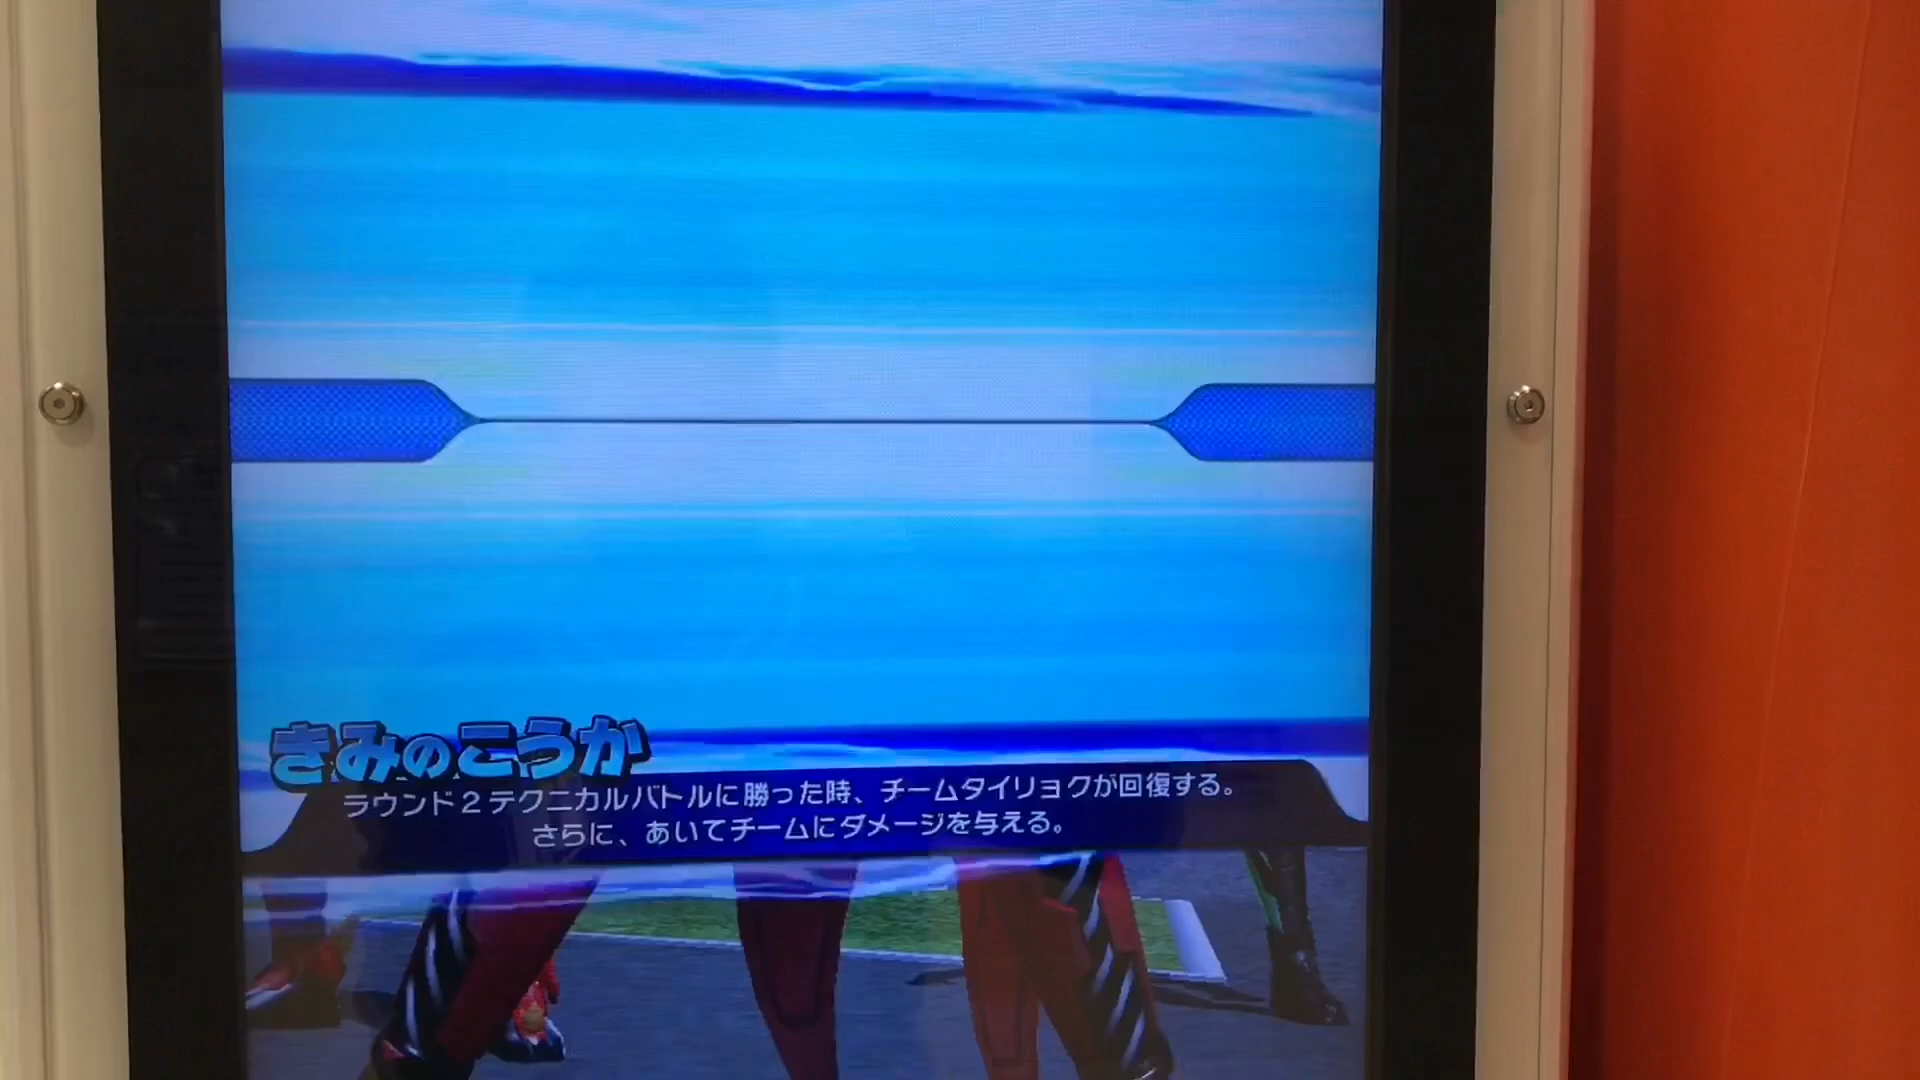 きみのこうか
ラウンド2テクニカルバトルに勝った時、チームタイリョクが回復する。
さらに、あいてチームにダメージを与える。